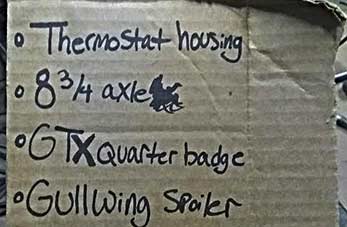 • Thermostat housing
• 8 3/4 axle
• GTX Quarter badge
• Gullwing Spoiler